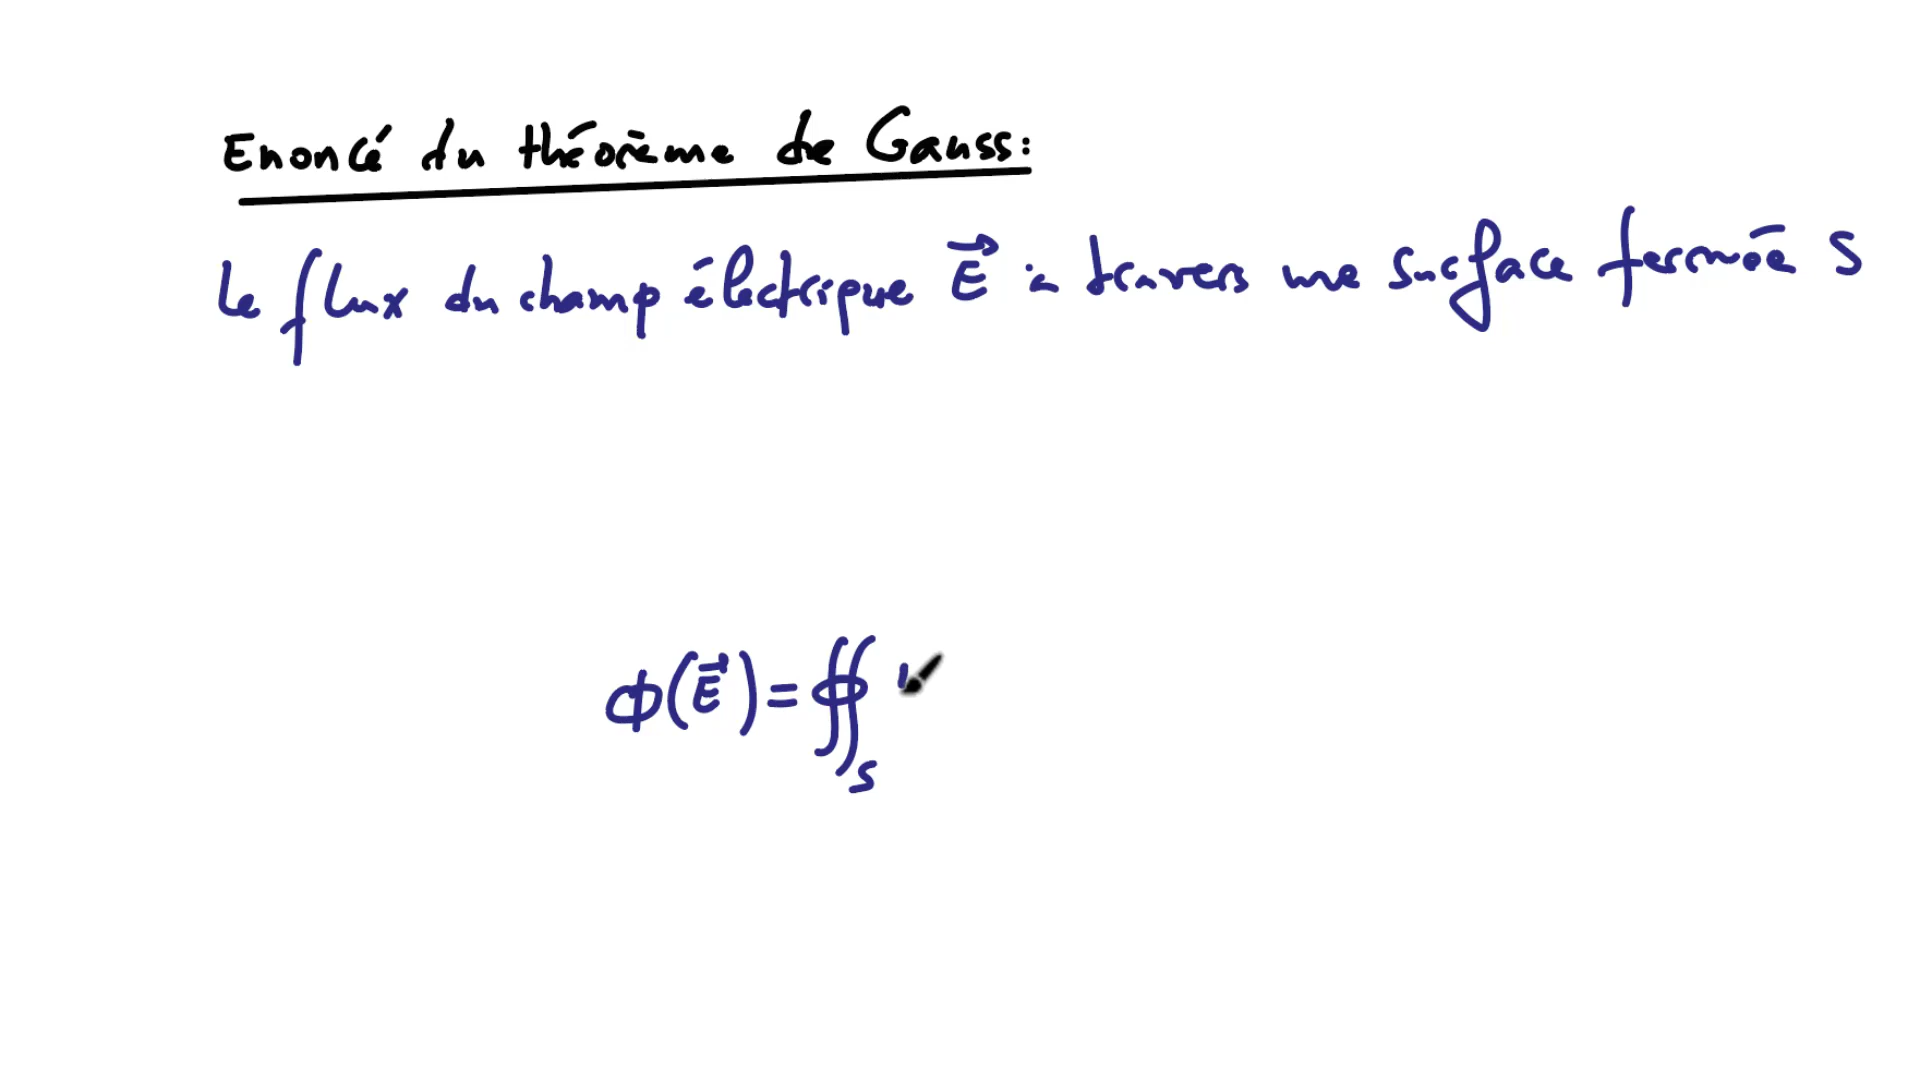 Enoncé du théorème de Gauss:
Le flux du champ électrique E⃗ à travers une surface fermée S
ϕ(E⃗) = ∯
S